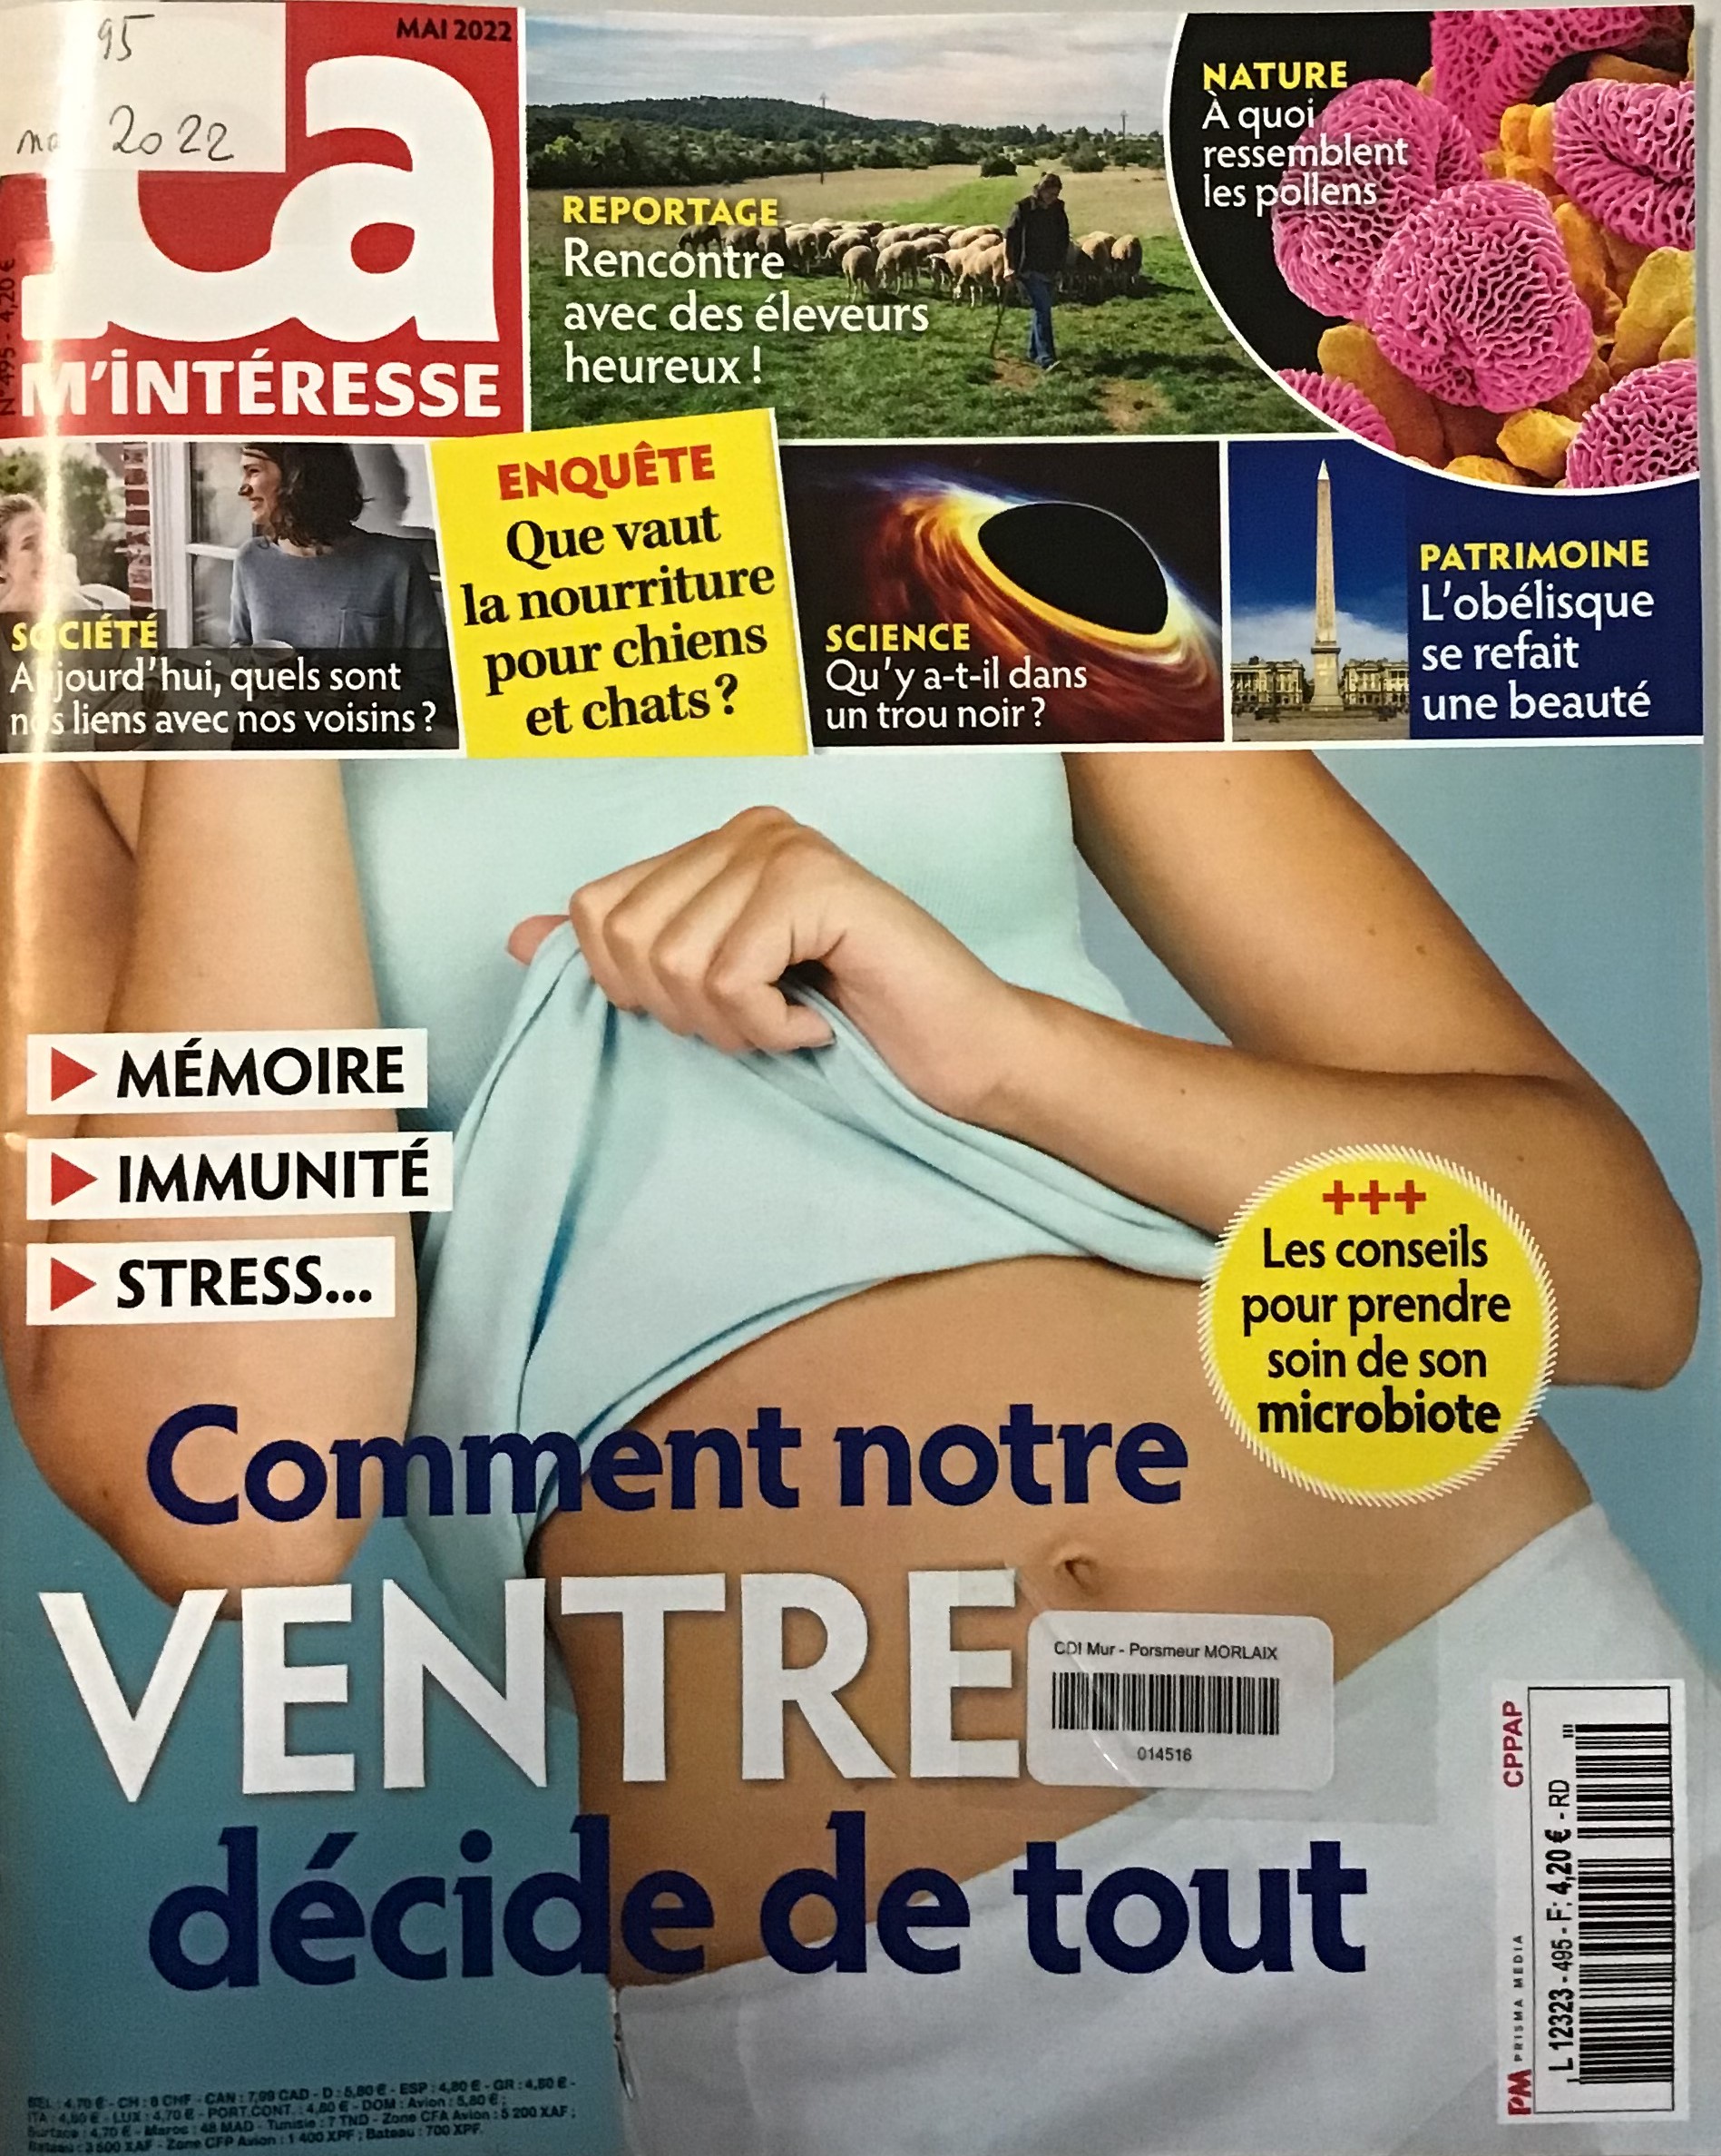 95
2022
MAI 2022
Ça
M'INTÉRESSE
N° 495 - 4,20 €
REPORTAGE
Rencontre
avec des éleveurs
heureux !
NATURE
À quoi
ressemblent
les pollens
SOCIÉTÉ
Aujourd'hui, quels sont
nos liens avec nos voisins ?
ENQUÊTE
Que vaut
la nourriture
pour chiens
et chats ?
SCIENCE
Qu'y a-t-il dans
un trou noir ?
PATRIMOINE
L'obélisque
se refait
une beauté
MÉMOIRE
IMMUNITÉ
STRESS...
+++
Les conseils
pour prendre
soin de son
microbiote
Comment notre
VENTRE
décide de tout
CDI Mur - Porsmeur MORLAIX
014516
CPPAP
L 12323 - 495 - F: 4,20 € - RD
PM PRISMA MEDIA
BEL : 4,70 € - CH : 8 CHF - CAN : 7,99 CAD - D : 5,80 € - ESP : 4,80 € - GR : 4,80 € -
ITA : 4,80 € - LUX : 4,70 € - PORT.CONT. : 4,80 € - DOM : Avion : 5,80 € ;
Surface : 4,70 € - Maroc : 48 MAD - Tunisie : 7 TND - Zone CFA Avion : 5 200 XAF ;
Bateau : 3 500 XAF - Zone CFP Avion : 1 400 XPF ; Bateau : 700 XPF.